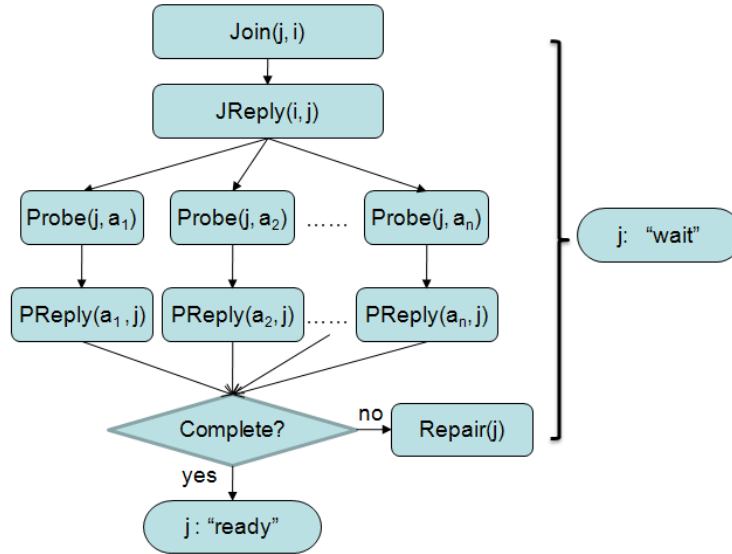 Join(j, i)
JReply(i, j)
Probe(j, a₁)
Probe(j, a₂)
......
Probe(j, aₙ)
j: “wait”
PReply(a₁, j)
PReply(a₂, j)
......
PReply(aₙ, j)
Complete?
no
Repair(j)
yes
j : “ready”